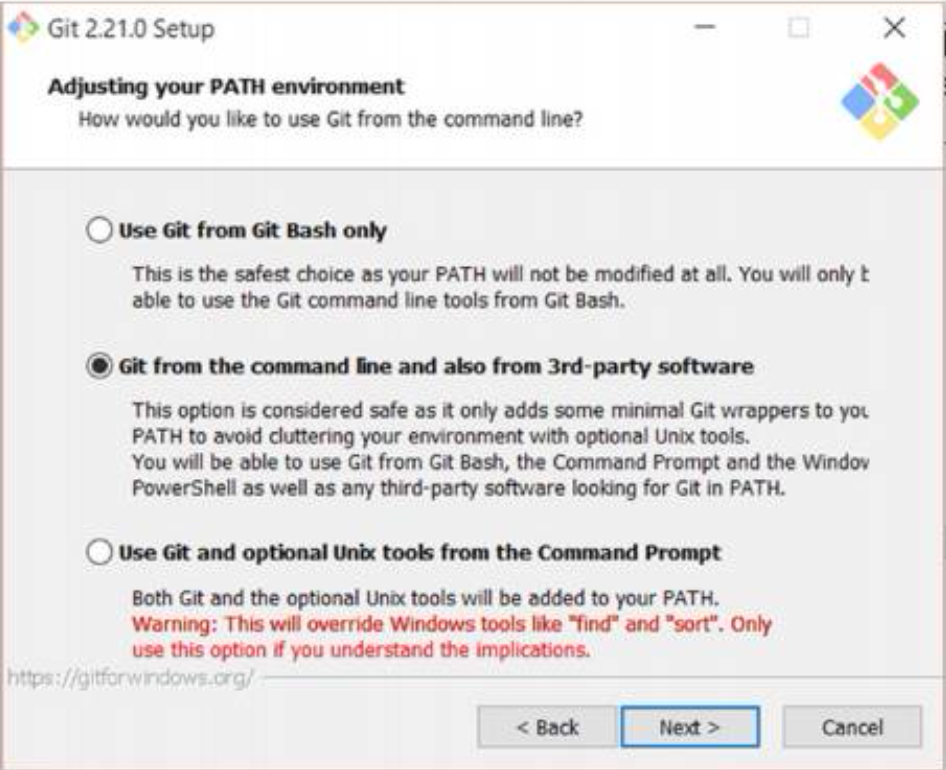 Git 2.21.0 Setup
Adjusting your PATH environment
How would you like to use Git from the command line?
Use Git from Git Bash only
This is the safest choice as your PATH will not be modified at all. You will only b
able to use the Git command line tools from Git Bash.
Git from the command line and also from 3rd-party software
This option is considered safe as it only adds some minimal Git wrappers to you
PATH to avoid cluttering your environment with optional Unix tools.
You will be able to use Git from Git Bash, the Command Prompt and the Window
PowerShell as well as any third-party software looking for Git in PATH.
Use Git and optional Unix tools from the Command Prompt
Both Git and the optional Unix tools will be added to your PATH.
Warning: This will override Windows tools like "find" and "sort". Only
use this option if you understand the implications.
https://gitforwindows.org/
< Back Next > Cancel